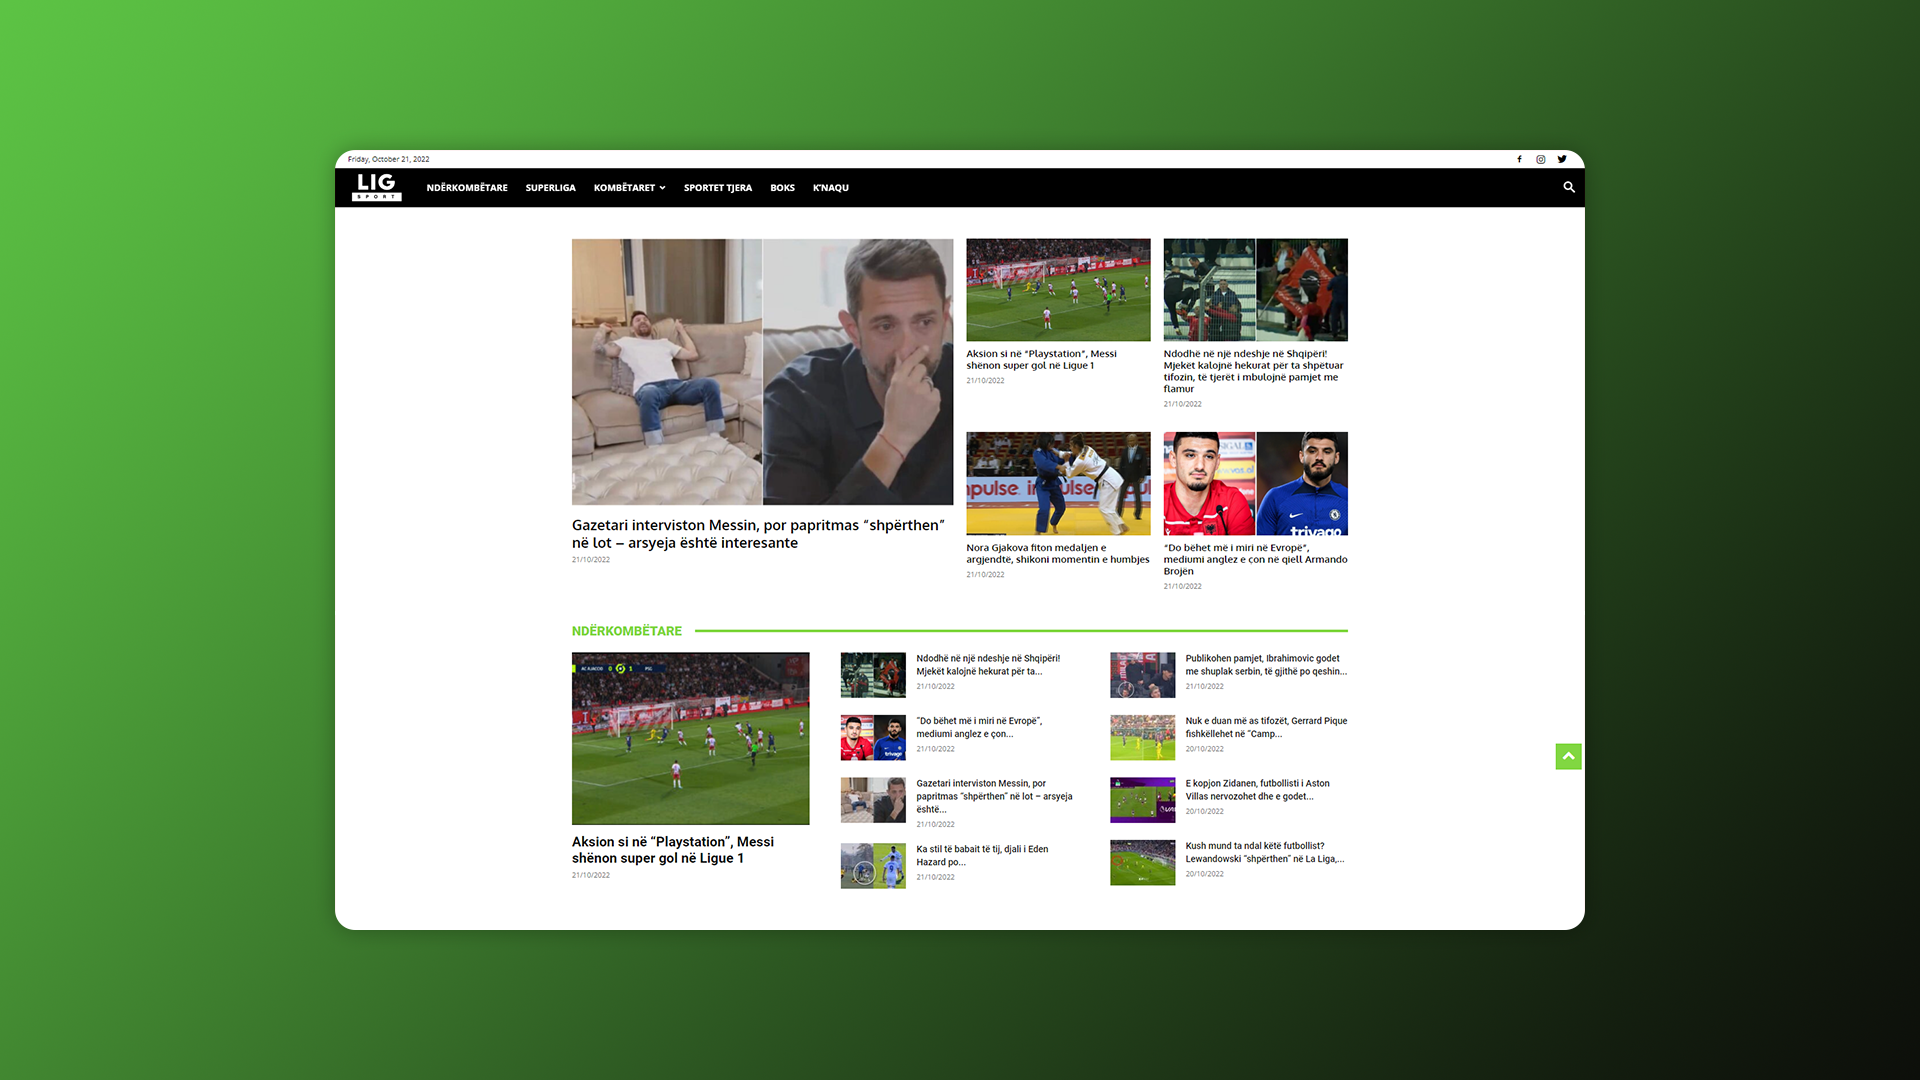 Friday, October 21, 2022
LIG
SPORT
NDËRKOMBËTARE SUPERLIGA KOMBËTARET SPORTET TJERA BOKS K'NAQU
Gazetari interviston Messin, por papritmas “shpërthen”
në lot – arsyeja është interesante
21/10/2022
Aksion si në “Playstation”, Messi
shënon super gol në Ligue 1
21/10/2022
Ndodhë në një ndeshje në Shqipëri!
Mjekët kalojnë hekurat për ta shpëtuar
tifozin, të tjerët i mbulojnë pamjet me
flamur
21/10/2022
Nora Gjakova fiton medaljen e
argjendtë, shikoni momentin e humbjes
21/10/2022
trivago
“Do bëhet më i miri në Evropë”,
mediumi anglez e çon në qiell Armando
Brojën
21/10/2022
NDËRKOMBËTARE
AC AJACCIO 0 1 PSG
Aksion si në “Playstation”, Messi
shënon super gol në Ligue 1
21/10/2022
Ndodhë në një ndeshje në Shqipëri!
Mjekët kalojnë hekurat për ta...
21/10/2022
“Do bëhet më i miri në Evropë”,
mediumi anglez e çon...
21/10/2022
Gazetari interviston Messin, por
papritmas “shpërthen” në lot – arsyeja
është...
21/10/2022
Ka stil të babait të tij, djali i Eden
Hazard po...
21/10/2022
Publikohen pamjet, Ibrahimovic godet
me shuplak serbin, të gjithë po qeshin...
21/10/2022
Nuk e duan më as tifozët, Gerrard Pique
fishkëllehet në “Camp...
20/10/2022
E kopjon Zidanen, futbollisti i Aston
Villas nervozohet dhe e godet...
20/10/2022
Kush mund ta ndal këtë futbollist?
Lewandowski “shpërthen” në La Liga,...
20/10/2022